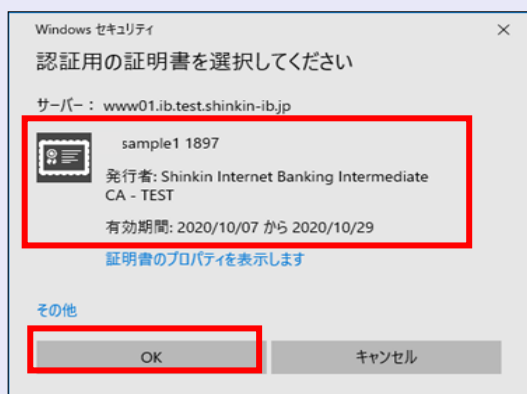 Windows セキュリティ
認証用の証明書を選択してください
サーバー： www01.ib.test.shinkin-ib.jp
sample1 1897
発行者: Shinkin Internet Banking Intermediate
CA - TEST
有効期間: 2020/10/07 から 2020/10/29
証明書のプロパティを表示します
その他
OK キャンセル